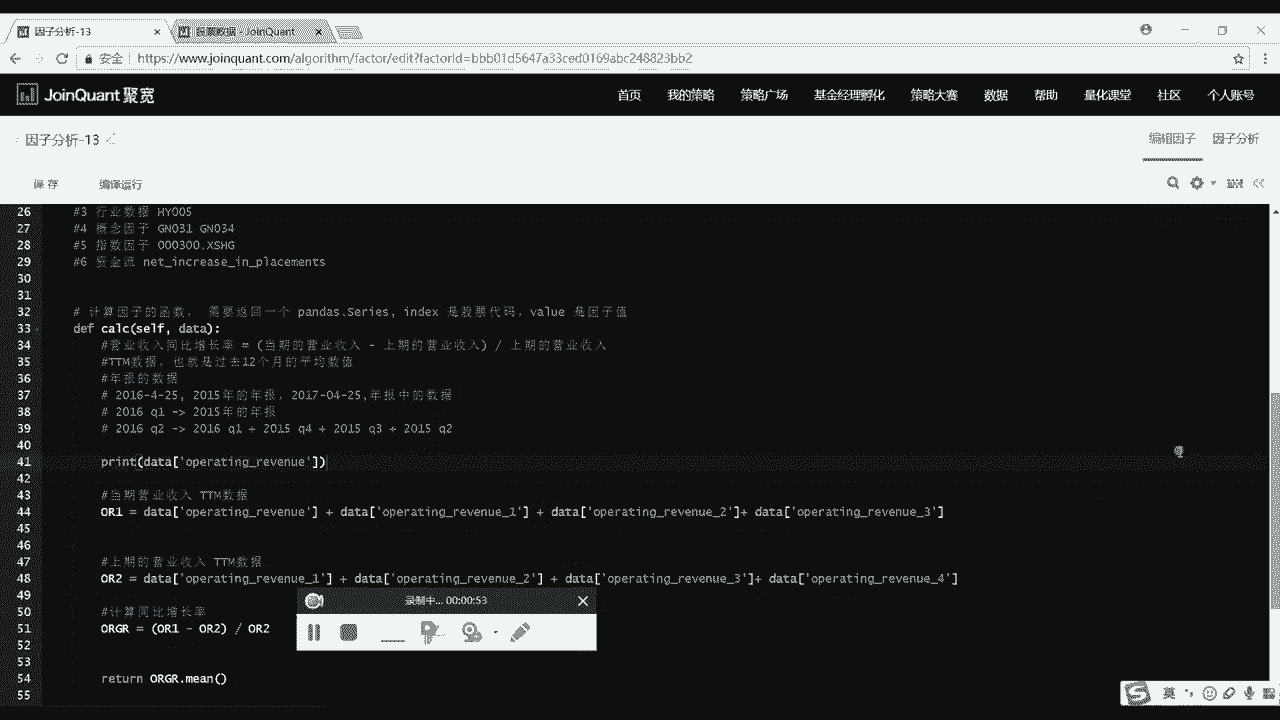 因子分析-13
股票数据 - JoinQuant
安全
https://www.joinquant.com/algorithm/factor/edit?factorId=bbb01d5647a33ced0169abc248823bb2
JoinQuant 聚宽
首页 我的策略 策略广场 基金经理孵化 策略大赛 数据 帮助 量化课堂 社区 个人账号
因子分析-13
编辑因子 因子分析
保存 编译运行
26 #3 行业数据 HY005
27 #4 概念因子 GN031 GN034
28 #5 指数因子 000300.XSHG
29 #6 资金流 net_increase_in_placements
30
31
32 # 计算因子的函数, 需要返回一个 pandas.Series, index 是股票代码, value 是因子值
33 def calc(self, data):
34 #营业收入同比增长率 = (当期的营业收入 - 上期的营业收入) / 上期的营业收入
35 #TTM数据,也就是过去12个月的平均数值
36 #年报的数据
37 # 2016-4-25, 2015年的年报, 2017-04-25,年报中的数据
38 # 2016 q1 -> 2015年的年报
39 # 2016 q2 -> 2016 q1 + 2015 q4 + 2015 q3 + 2015 q2
40
41 print(data['operating_revenue'])
42
43 #当期营业收入 TTM数据
44 OR1 = data['operating_revenue'] + data['operating_revenue_1'] + data['operating_revenue_2']+ data['operating_revenue_3']
45
46
47 #上期的营业收入 TTM数据
48 OR2 = data['operating_revenue_1'] + data['operating_revenue_2'] + data['operating_revenue_3']+ data['operating_revenue_4']
49
50 #计算同比增长率
51 ORGR = (OR1 - OR2) / OR2
52
53
54 return ORGR.mean()
55
录制中... 00:00:53
英